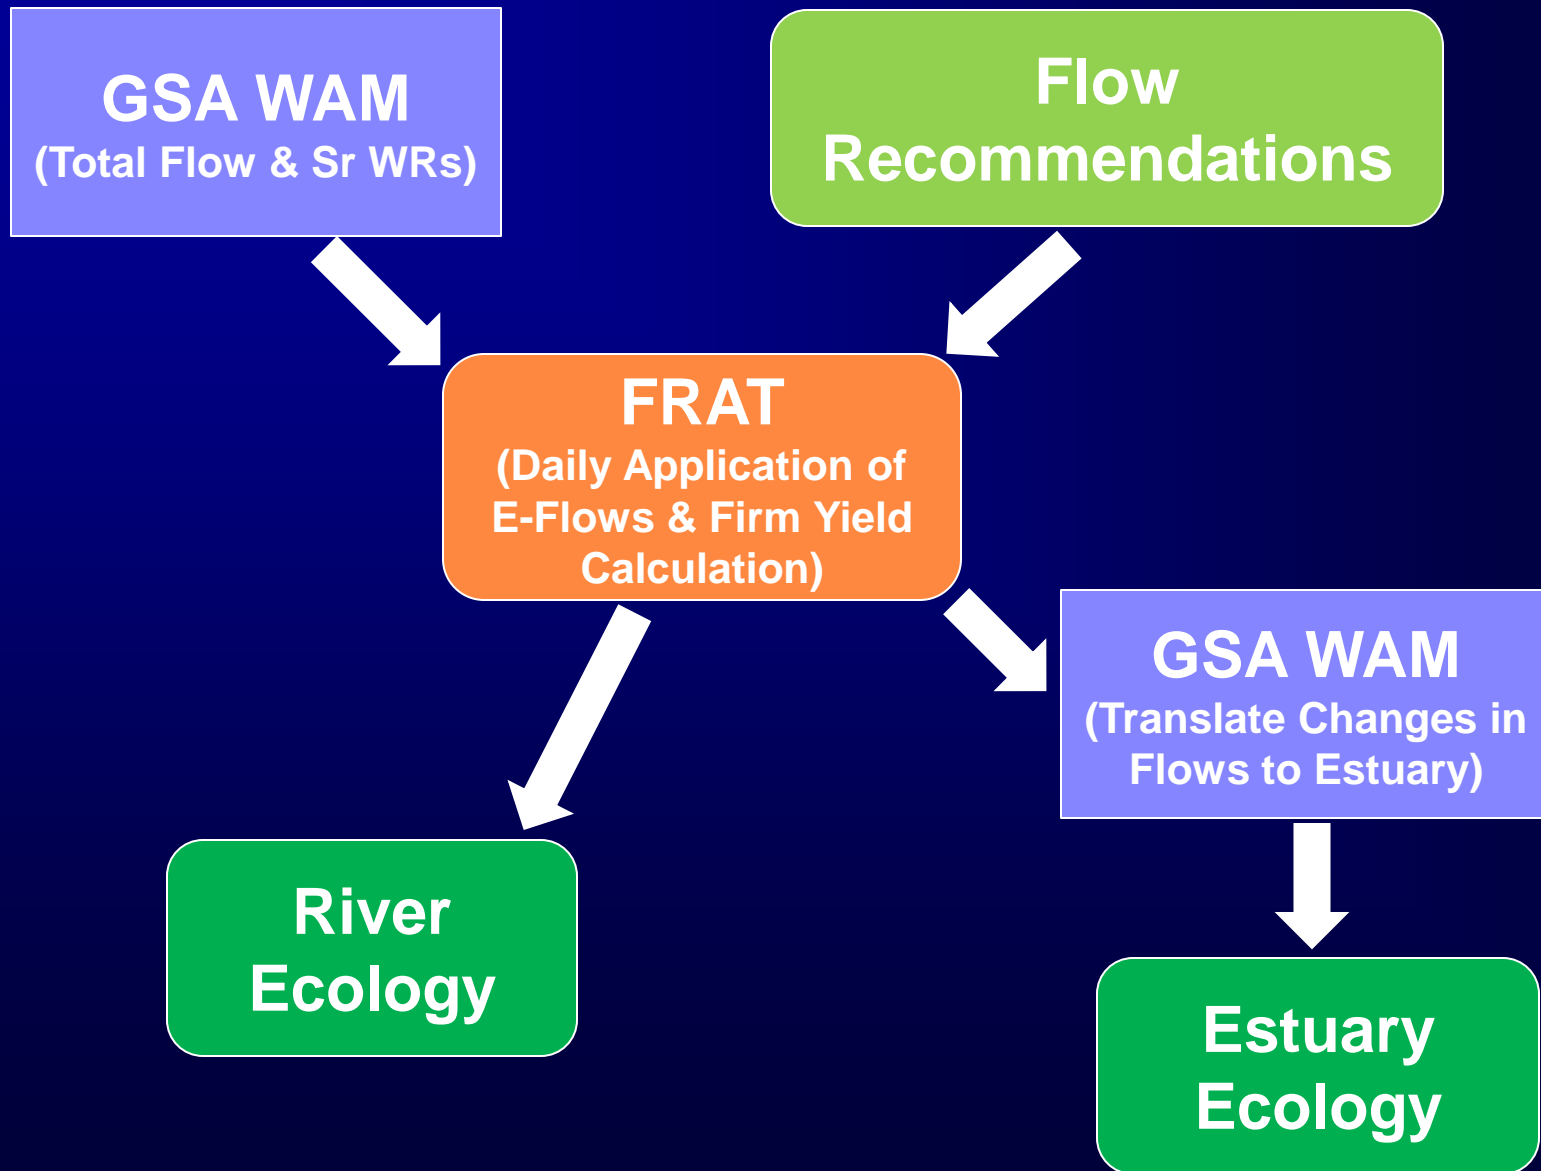 GSA WAM
(Total Flow & Sr WRs)
Flow
Recommendations
FRAT
(Daily Application of
E-Flows & Firm Yield
Calculation)
GSA WAM
(Translate Changes in
Flows to Estuary)
River
Ecology
Estuary
Ecology